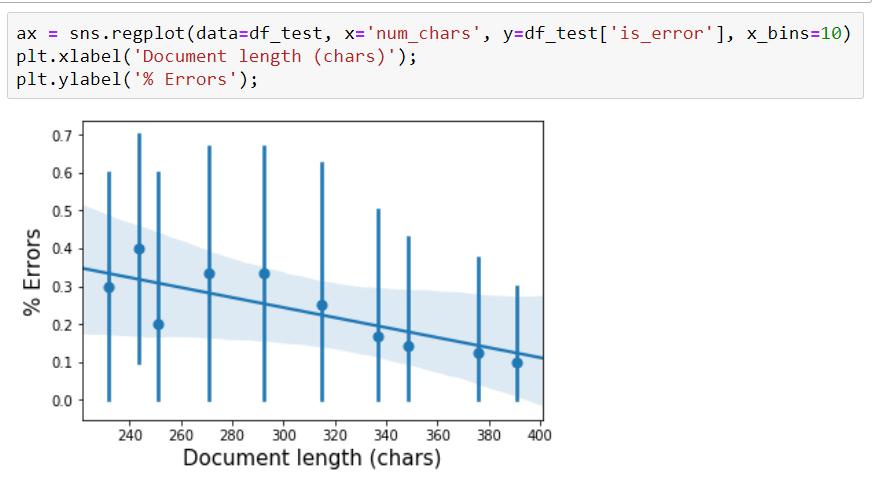 ax = sns.regplot(data=df_test, x='num_chars', y=df_test['is_error'], x_bins=10)
plt.xlabel('Document length (chars)');
plt.ylabel('% Errors');
0.7
0.6
0.5
0.4
0.3
0.2
0.1
0.0
% Errors
240 260 280 300 320 340 360 380 400
Document length (chars)